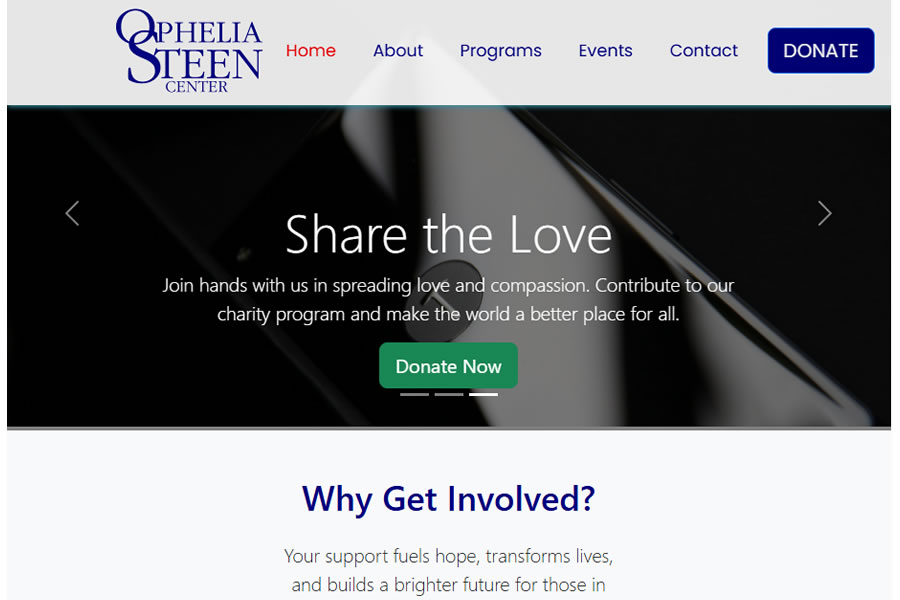 OPHELIA
STEEN
CENTER
Home About Programs Events Contact DONATE
Share the Love
Join hands with us in spreading love and compassion. Contribute to our
charity program and make the world a better place for all.
Donate Now
Why Get Involved?
Your support fuels hope, transforms lives,
and builds a brighter future for those in